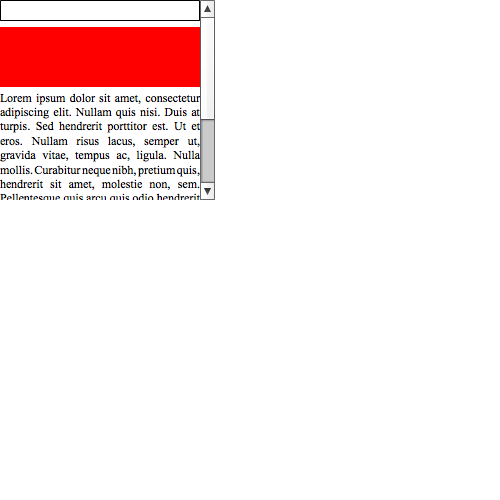 Lorem ipsum dolor sit amet, consectetur
adipiscing elit. Nullam quis nisi. Duis at
turpis. Sed hendrerit porttitor est. Ut et
eros. Nullam risus lacus, semper ut,
gravida vitae, tempus ac, ligula. Nulla
mollis. Curabitur neque nibh, pretium quis,
hendrerit sit amet, molestie non, sem.
Pellentesque quis arcu quis odio hendrerit